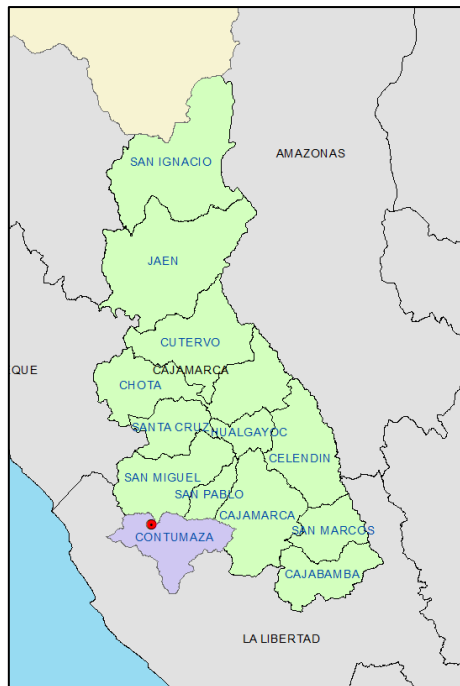 AMAZONAS
SAN IGNACIO
JAEN
CUTERVO
QUE
CAJAMARCA
CHOTA
SANTA CRUZ
HUALGAYOC
CELENDIN
SAN MIGUEL
SAN PABLO
CAJAMARCA
SAN MARCOS
CONTUMAZA
CAJABAMBA
LA LIBERTAD